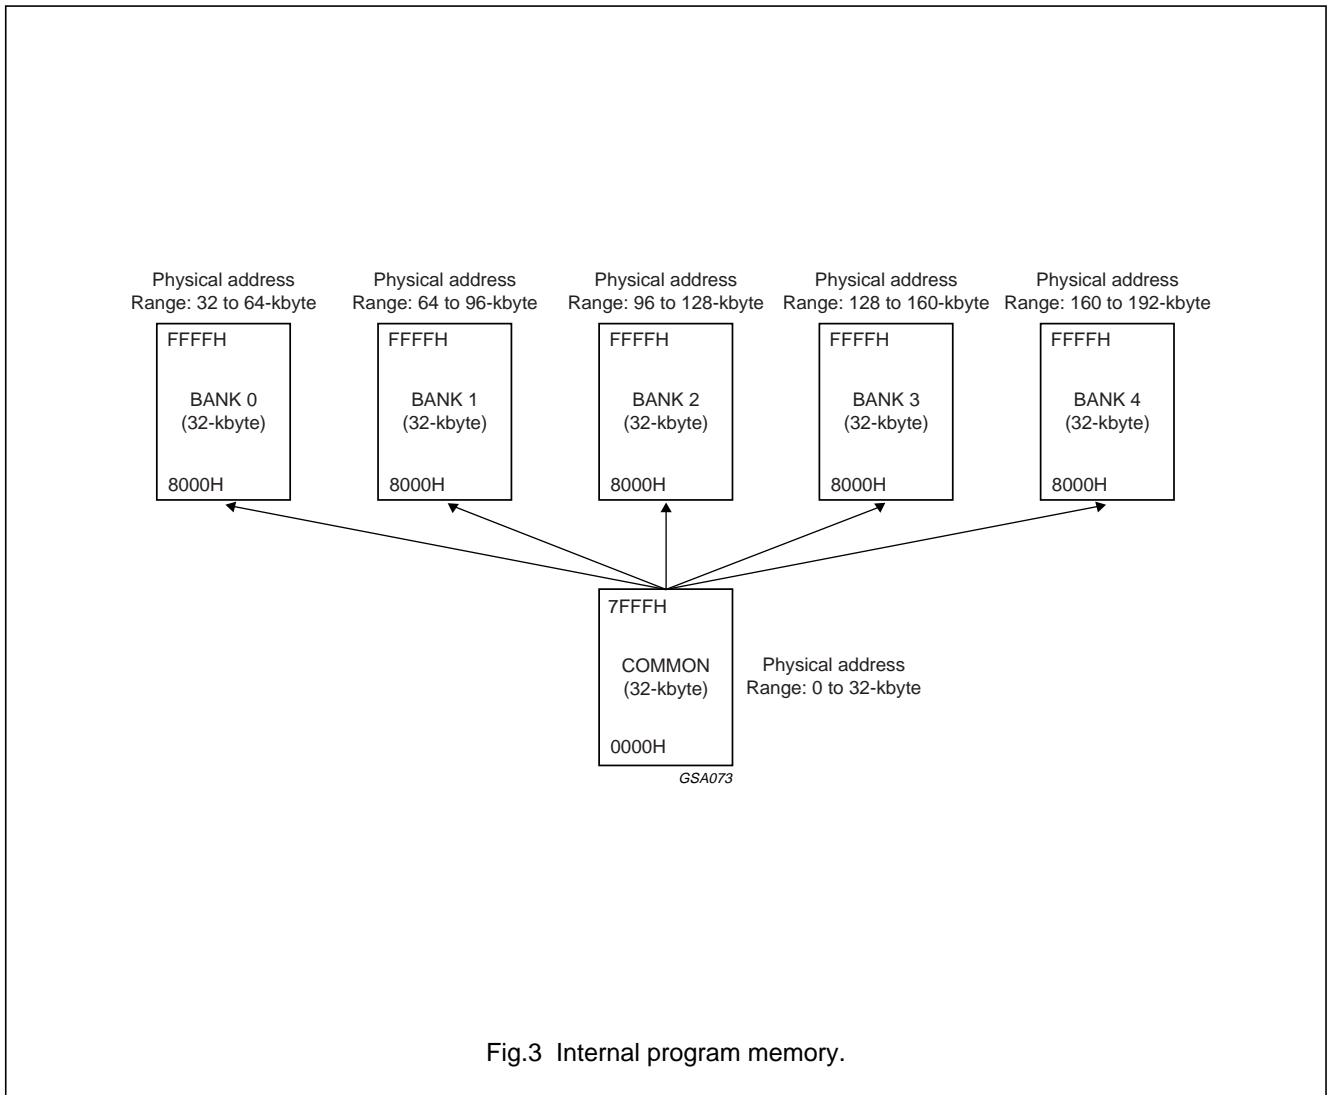 Physical address
Range: 32 to 64-kbyte
Physical address
Range: 64 to 96-kbyte
Physical address
Range: 96 to 128-kbyte
Physical address
Range: 128 to 160-kbyte
Physical address
Range: 160 to 192-kbyte
FFFFH
BANK 0
(32-kbyte)
8000H
FFFFH
BANK 1
(32-kbyte)
8000H
FFFFH
BANK 2
(32-kbyte)
8000H
FFFFH
BANK 3
(32-kbyte)
8000H
FFFFH
BANK 4
(32-kbyte)
8000H
7FFFH
COMMON
(32-kbyte)
0000H
Physical address
Range: 0 to 32-kbyte
GSA073
Fig.3 Internal program memory.